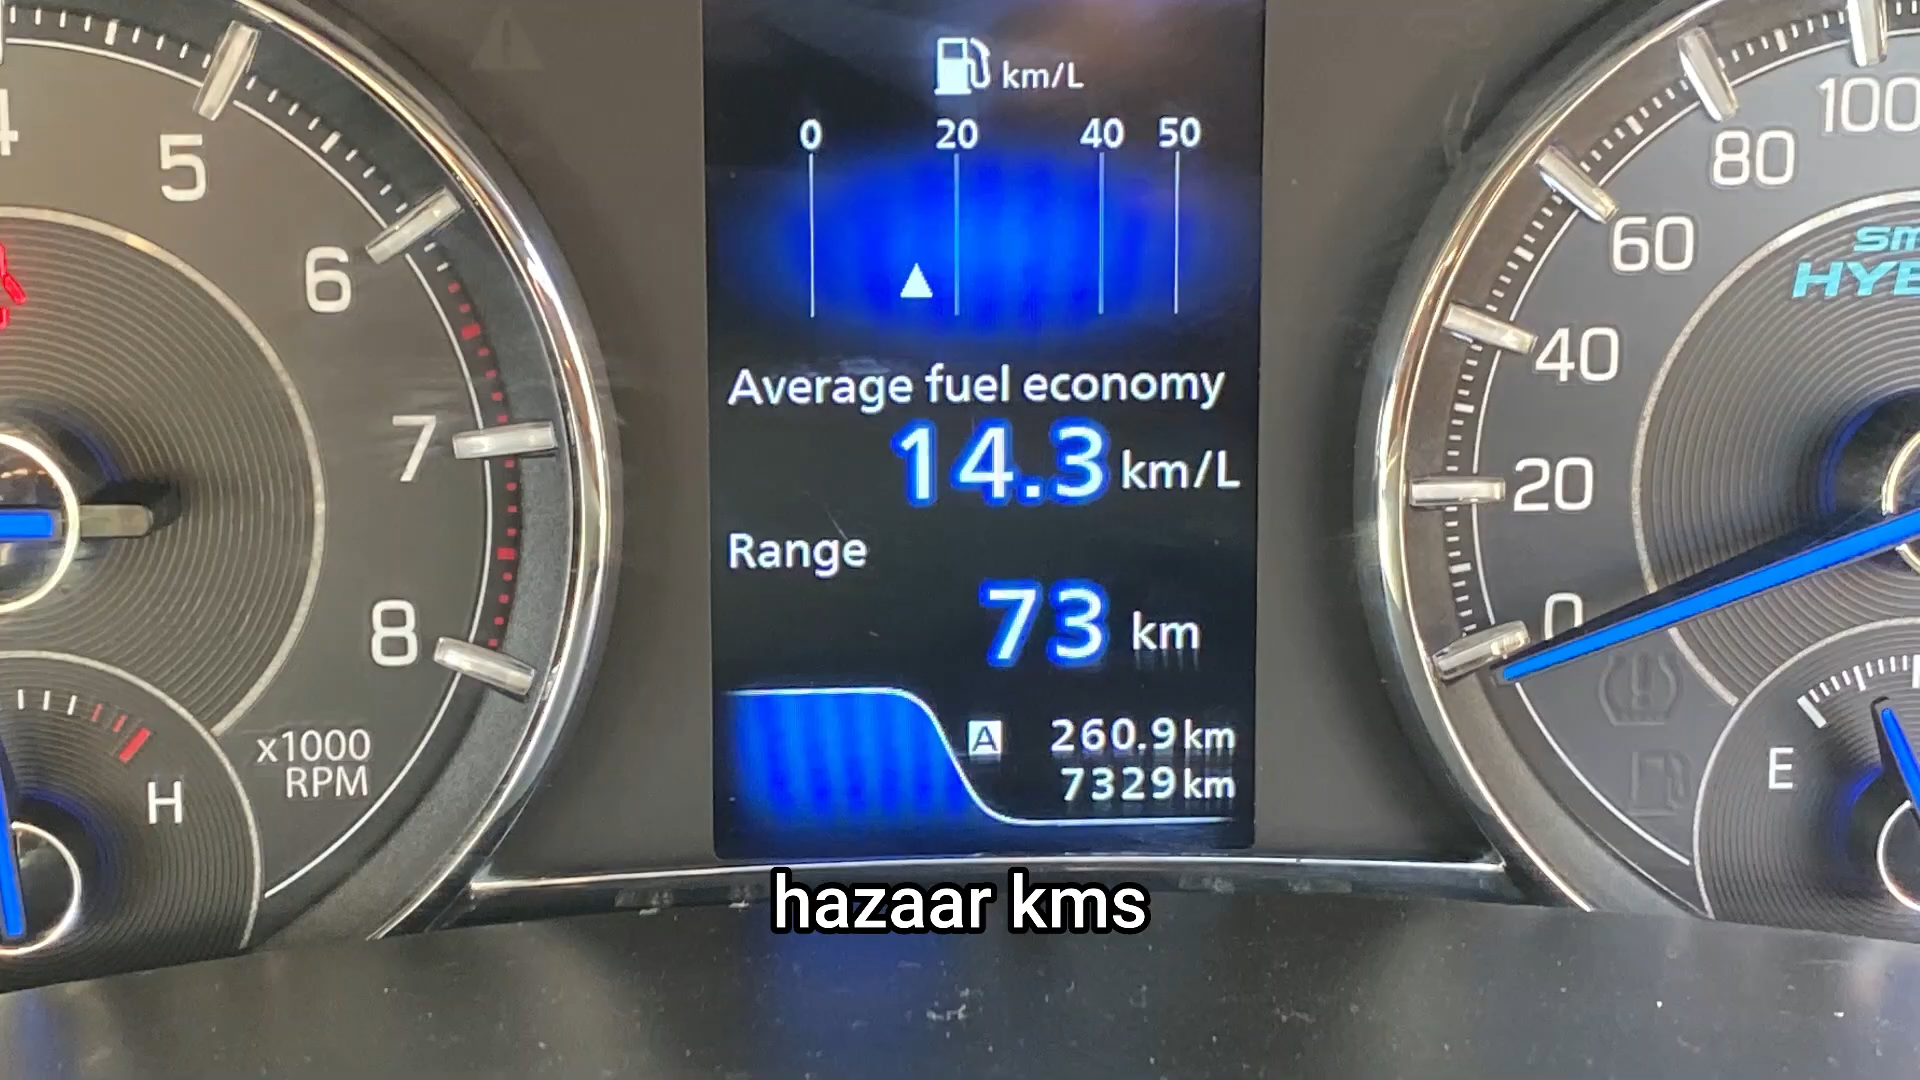 4
5
6
7
8
x1000
RPM
H
km/L
0 20 40 50
Average fuel economy
14.3 km/L
Range
73 km
A 260.9 km
7329 km
100
80
60
40
20
0
E
hazaar kms